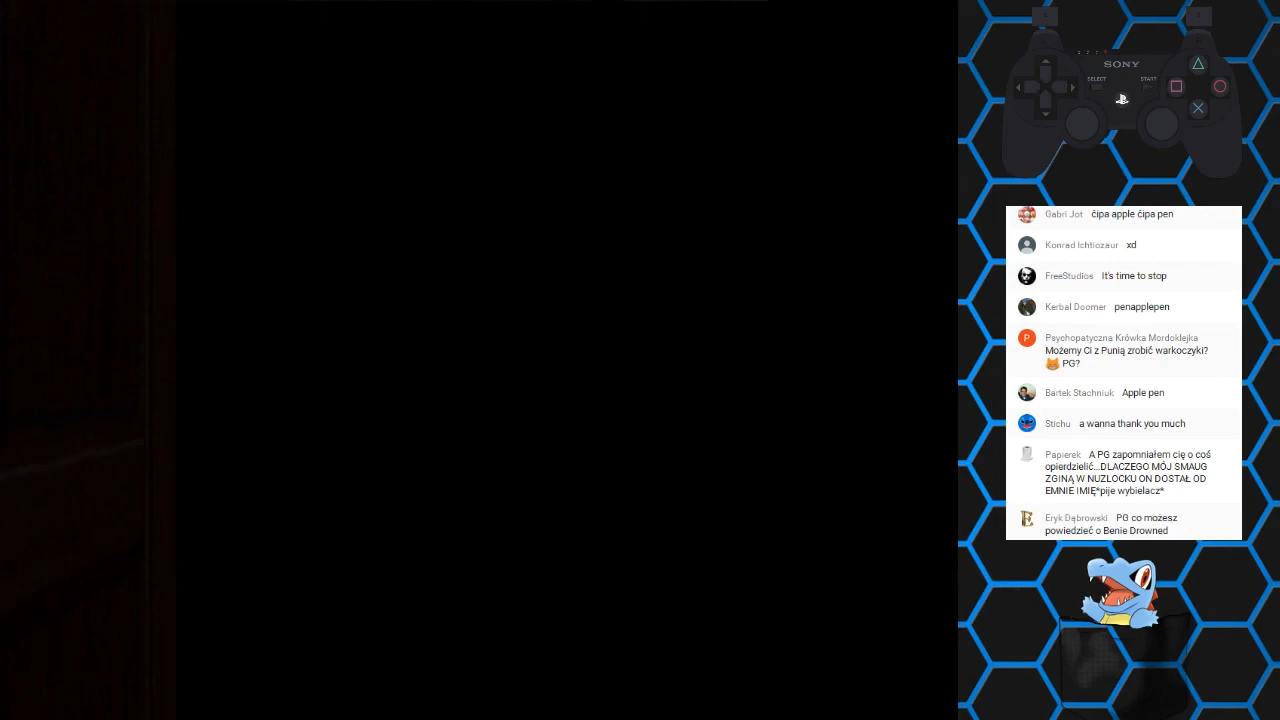 SONY
SELECT
START
Gabri Jot čipa apple čipa pen
Konrad Ichtiozaur xd
FreeStudios It's time to stop
Kerbal Doomer penapplepen
P
Psychopatyczna Krówka Mordoklejka
Możemy Ci z Punią zrobić warkoczyki?
PG?
Bartek Stachniuk Apple pen
Stichu a wanna thank you much
Papierek A PG zapomniałem cię o coś
opierdzielić...DLACZEGO MÓJ SMAUG
ZGINĄ W NUZLOCKU ON DOSTAŁ OD
EMNIE IMIĘ*pije wybielacz*
E
Eryk Dąbrowski PG co możesz
powiedzieć o Benie Drowned